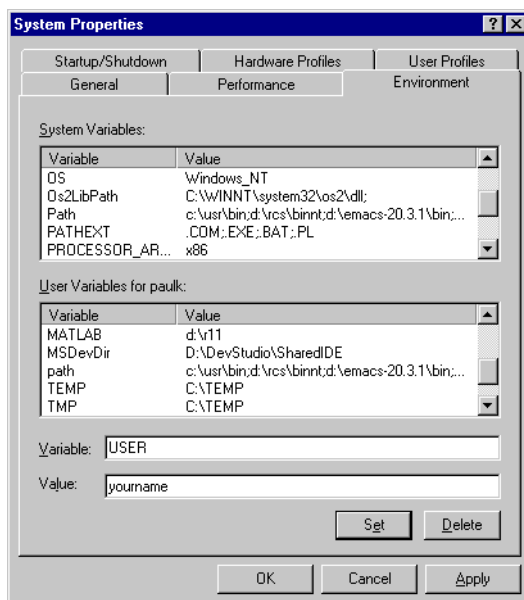 System Properties
Startup/Shutdown Hardware Profiles User Profiles
General Performance Environment
System Variables:
Variable Value
OS Windows_NT
Os2LibPath C:\WINNT\system32\os2\dll;
Path c:\usr\bin;d:\rcs\binnt;d:\emacs-20.3.1\bin;...
PATHEXT .COM;.EXE;.BAT;.PL
PROCESSOR_AR... x86
User Variables for paulk:
Variable Value
MATLAB d:\r11
MSDevDir D:\DevStudio\SharedIDE
path c:\usr\bin;d:\rcs\binnt;d:\emacs-20.3.1\bin;...
TEMP C:\TEMP
TMP C:\TEMP
Variable: USER
Value: yourname
Set Delete
OK Cancel Apply